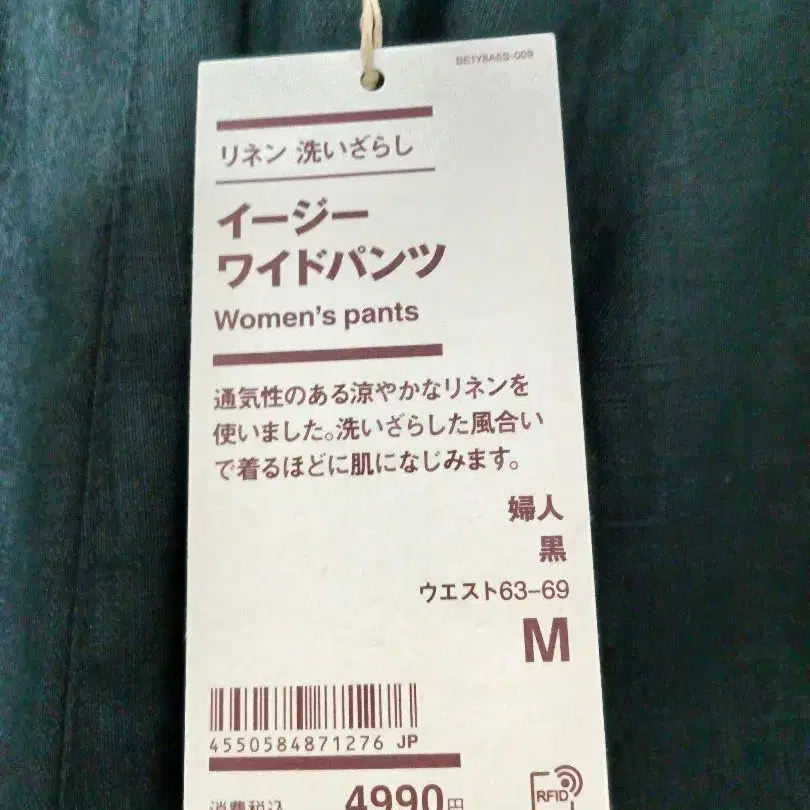 BE1Y8A5S-009
リネン 洗いざらし
イージー
ワイドパンツ
Women's pants
通気性のある涼やかなリネンを
使いました。洗いざらした風合い
で着るほどに肌になじみます。
婦人
黒
ウエスト63-69
M
4550584871276 JP
消費税込 4990円
RFID